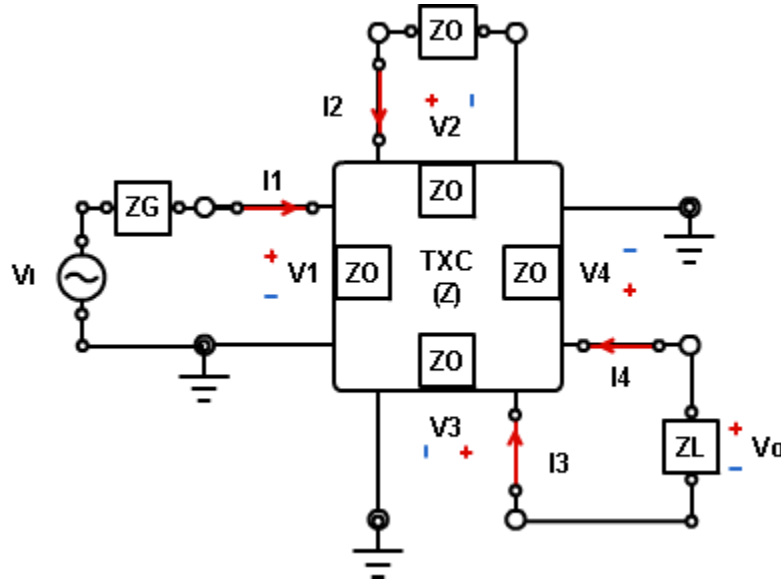 ZO
I2
+ -
V2
ZG
I1
ZO
VI
+
-
V1
ZO
TXC
(Z)
ZO
V4
-
+
ZO
I4
V3
- +
I3
ZL
+
-
Vo